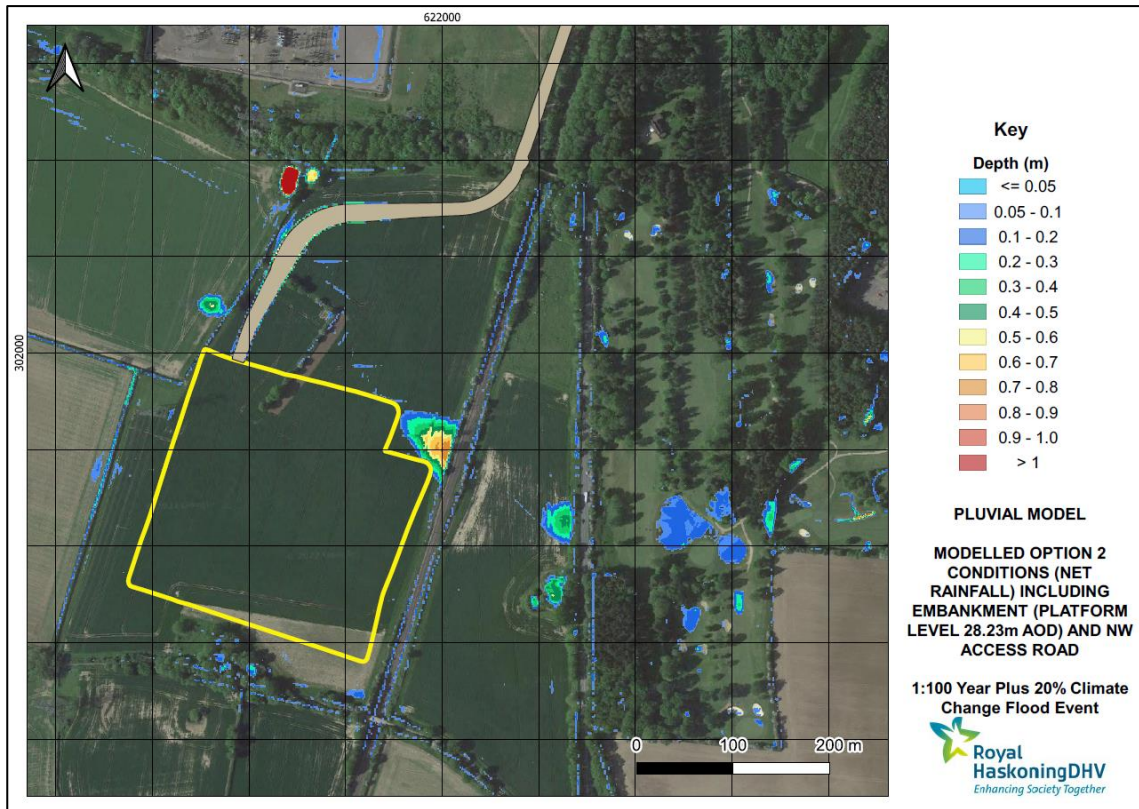 622000
302000
Key
Depth (m)
<= 0.05
0.05 - 0.1
0.1 - 0.2
0.2 - 0.3
0.3 - 0.4
0.4 - 0.5
0.5 - 0.6
0.6 - 0.7
0.7 - 0.8
0.8 - 0.9
0.9 - 1.0
> 1
PLUVIAL MODEL
MODELLED OPTION 2
CONDITIONS (NET
RAINFALL) INCLUDING
EMBANKMENT (PLATFORM
LEVEL 28.23m AOD) AND NW
ACCESS ROAD
1:100 Year Plus 20% Climate
Change Flood Event
0 100 200 m
Royal
HaskoningDHV
Enhancing Society Together